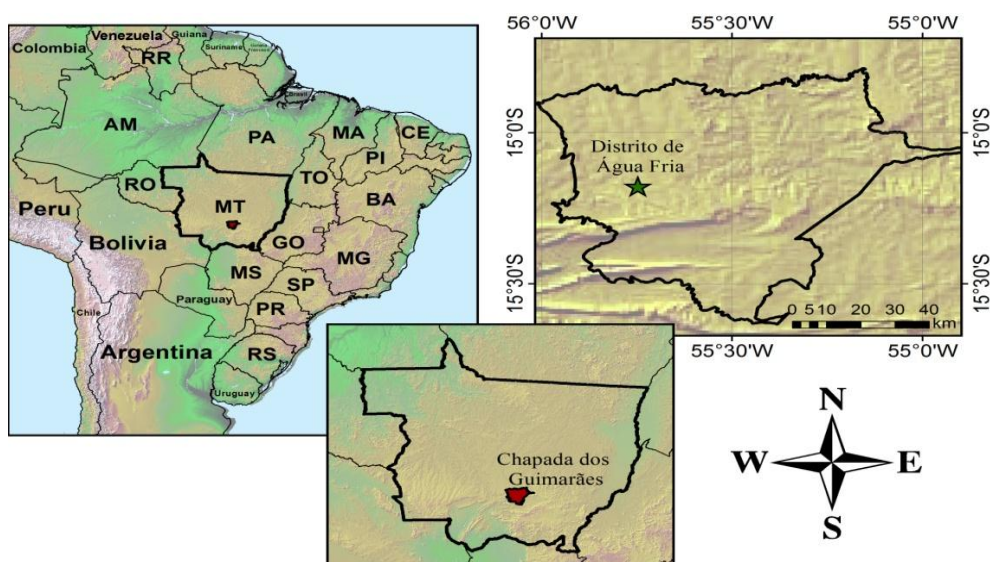 Colombia
Venezuela
Guiana
Suriname
RR
Brasil
AM
PA
MA
CE
PI
TO
RO
MT
BA
Peru
Bolivia
GO
MG
MS
SP
Paraguay
PR
Chile
Argentina
RS
Uruguay
56°0'W
55°30'W
55°0'W
15°0'S
15°0'S
Distrito de
Água Fria
15°30'S
15°30'S
0 5 10 20 30 40
km
55°30'W
55°0'W
Chapada dos
Guimarães
N
W
E
S